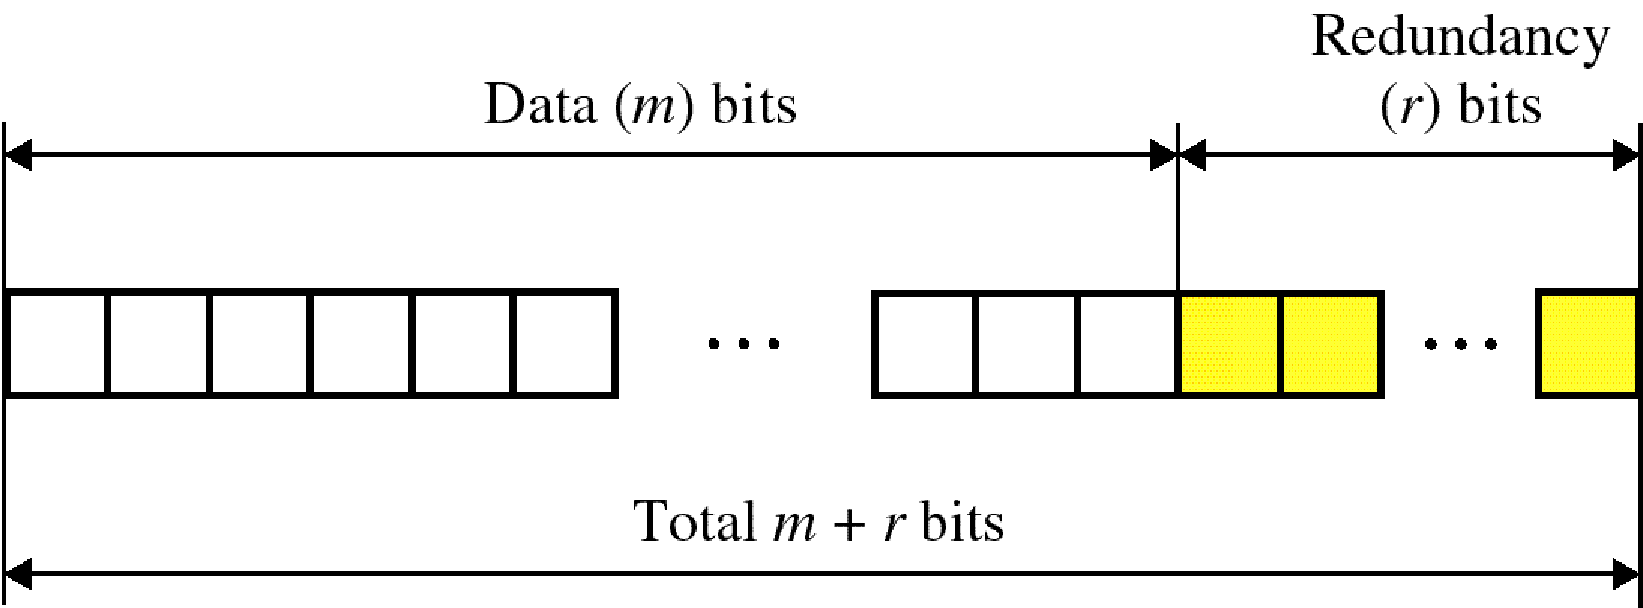 Redundancy
Data (m) bits
(r) bits
Total m + r bits